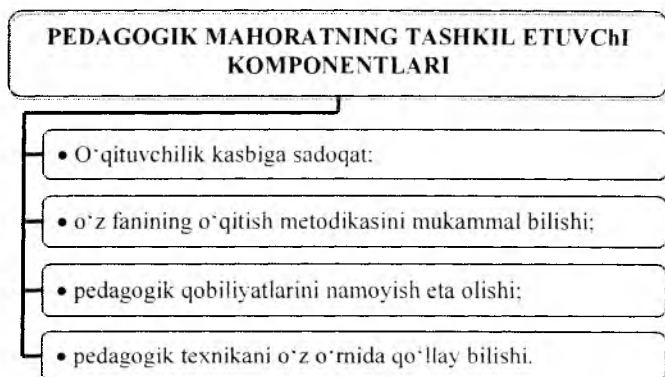 PEDAGOGIK MAHORATNING TASHKIL ETUVChI
KOMPONENTLARI
• O‘qituvchilik kasbiga sadoqat:
• o‘z fanining o‘qitish metodikasini mukammal bilishi;
• pedagogik qobiliyatlarini namoyish eta olishi;
• pedagogik texnikani o‘z o‘rnida qo‘llay bilishi.